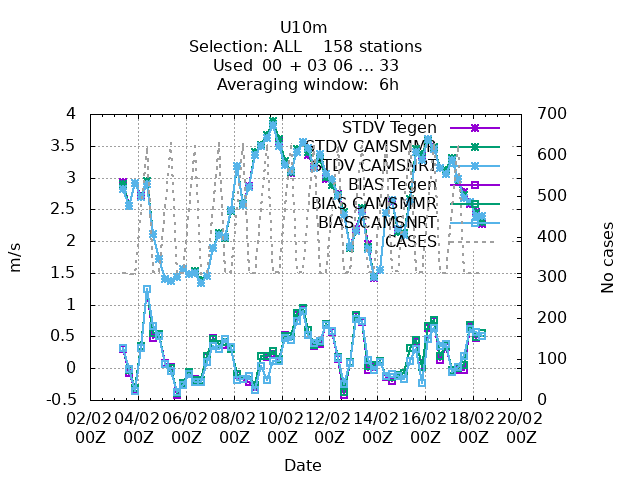 U10m
Selection: ALL 158 stations
Used 00 + 03 06 ... 33
Averaging window: 6h
4
3.5
3
2.5
2
1.5
1
0.5
0
-0.5
m/s
700
600
500
400
300
200
100
0
No cases
STDV Tegen
STDV CAMSMMR
STDV CAMSNRT
BIAS Tegen
BIAS CAMSMMR
BIAS CAMSNRT
CASES
02/02 04/02 06/02 08/02 10/02 12/02 14/02 16/02 18/02 20/02
00Z 00Z 00Z 00Z 00Z 00Z 00Z 00Z 00Z 00Z
Date